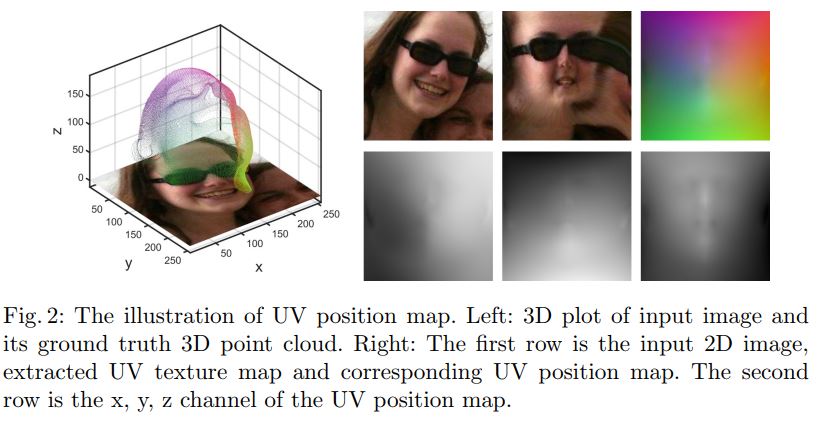 z
150
100
50
0
50
100
150
200
250
y
50
100
150
200
250
x
Fig. 2: The illustration of UV position map. Left: 3D plot of input image and
its ground truth 3D point cloud. Right: The first row is the input 2D image,
extracted UV texture map and corresponding UV position map. The second
row is the x, y, z channel of the UV position map.